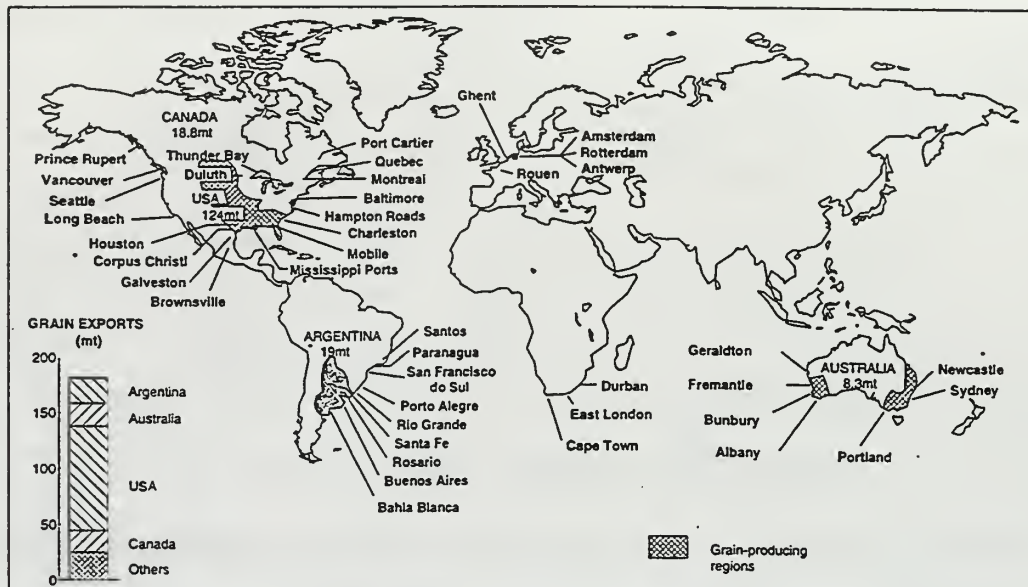 CANADA
18.8mt
Prince Rupert
Vancouver
Seattle
Long Beach
Houston
Corpus Christi
Galveston
Brownsville
Thunder Bay
Duluth
USA
124mt
Port Cartier
Quebec
Montreal
Baltimore
Hampton Roads
Charleston
Mobile
Mississippi Ports
Ghent
Amsterdam
Rotterdam
Antwerp
Rouen
ARGENTINA
19mt
Santos
Paranagua
San Francisco
do Sul
Porto Alegre
Rio Grande
Santa Fe
Rosario
Buenos Aires
Bahia Blanca
Durban
East London
Cape Town
Geraldton
Fremantle
Bunbury
Albany
AUSTRALIA
8.3mt
Newcastle
Sydney
Portland
GRAIN EXPORTS
(mt)
200
150
100
50
0
Argentina
Australia
USA
Canada
Others
Grain-producing
regions